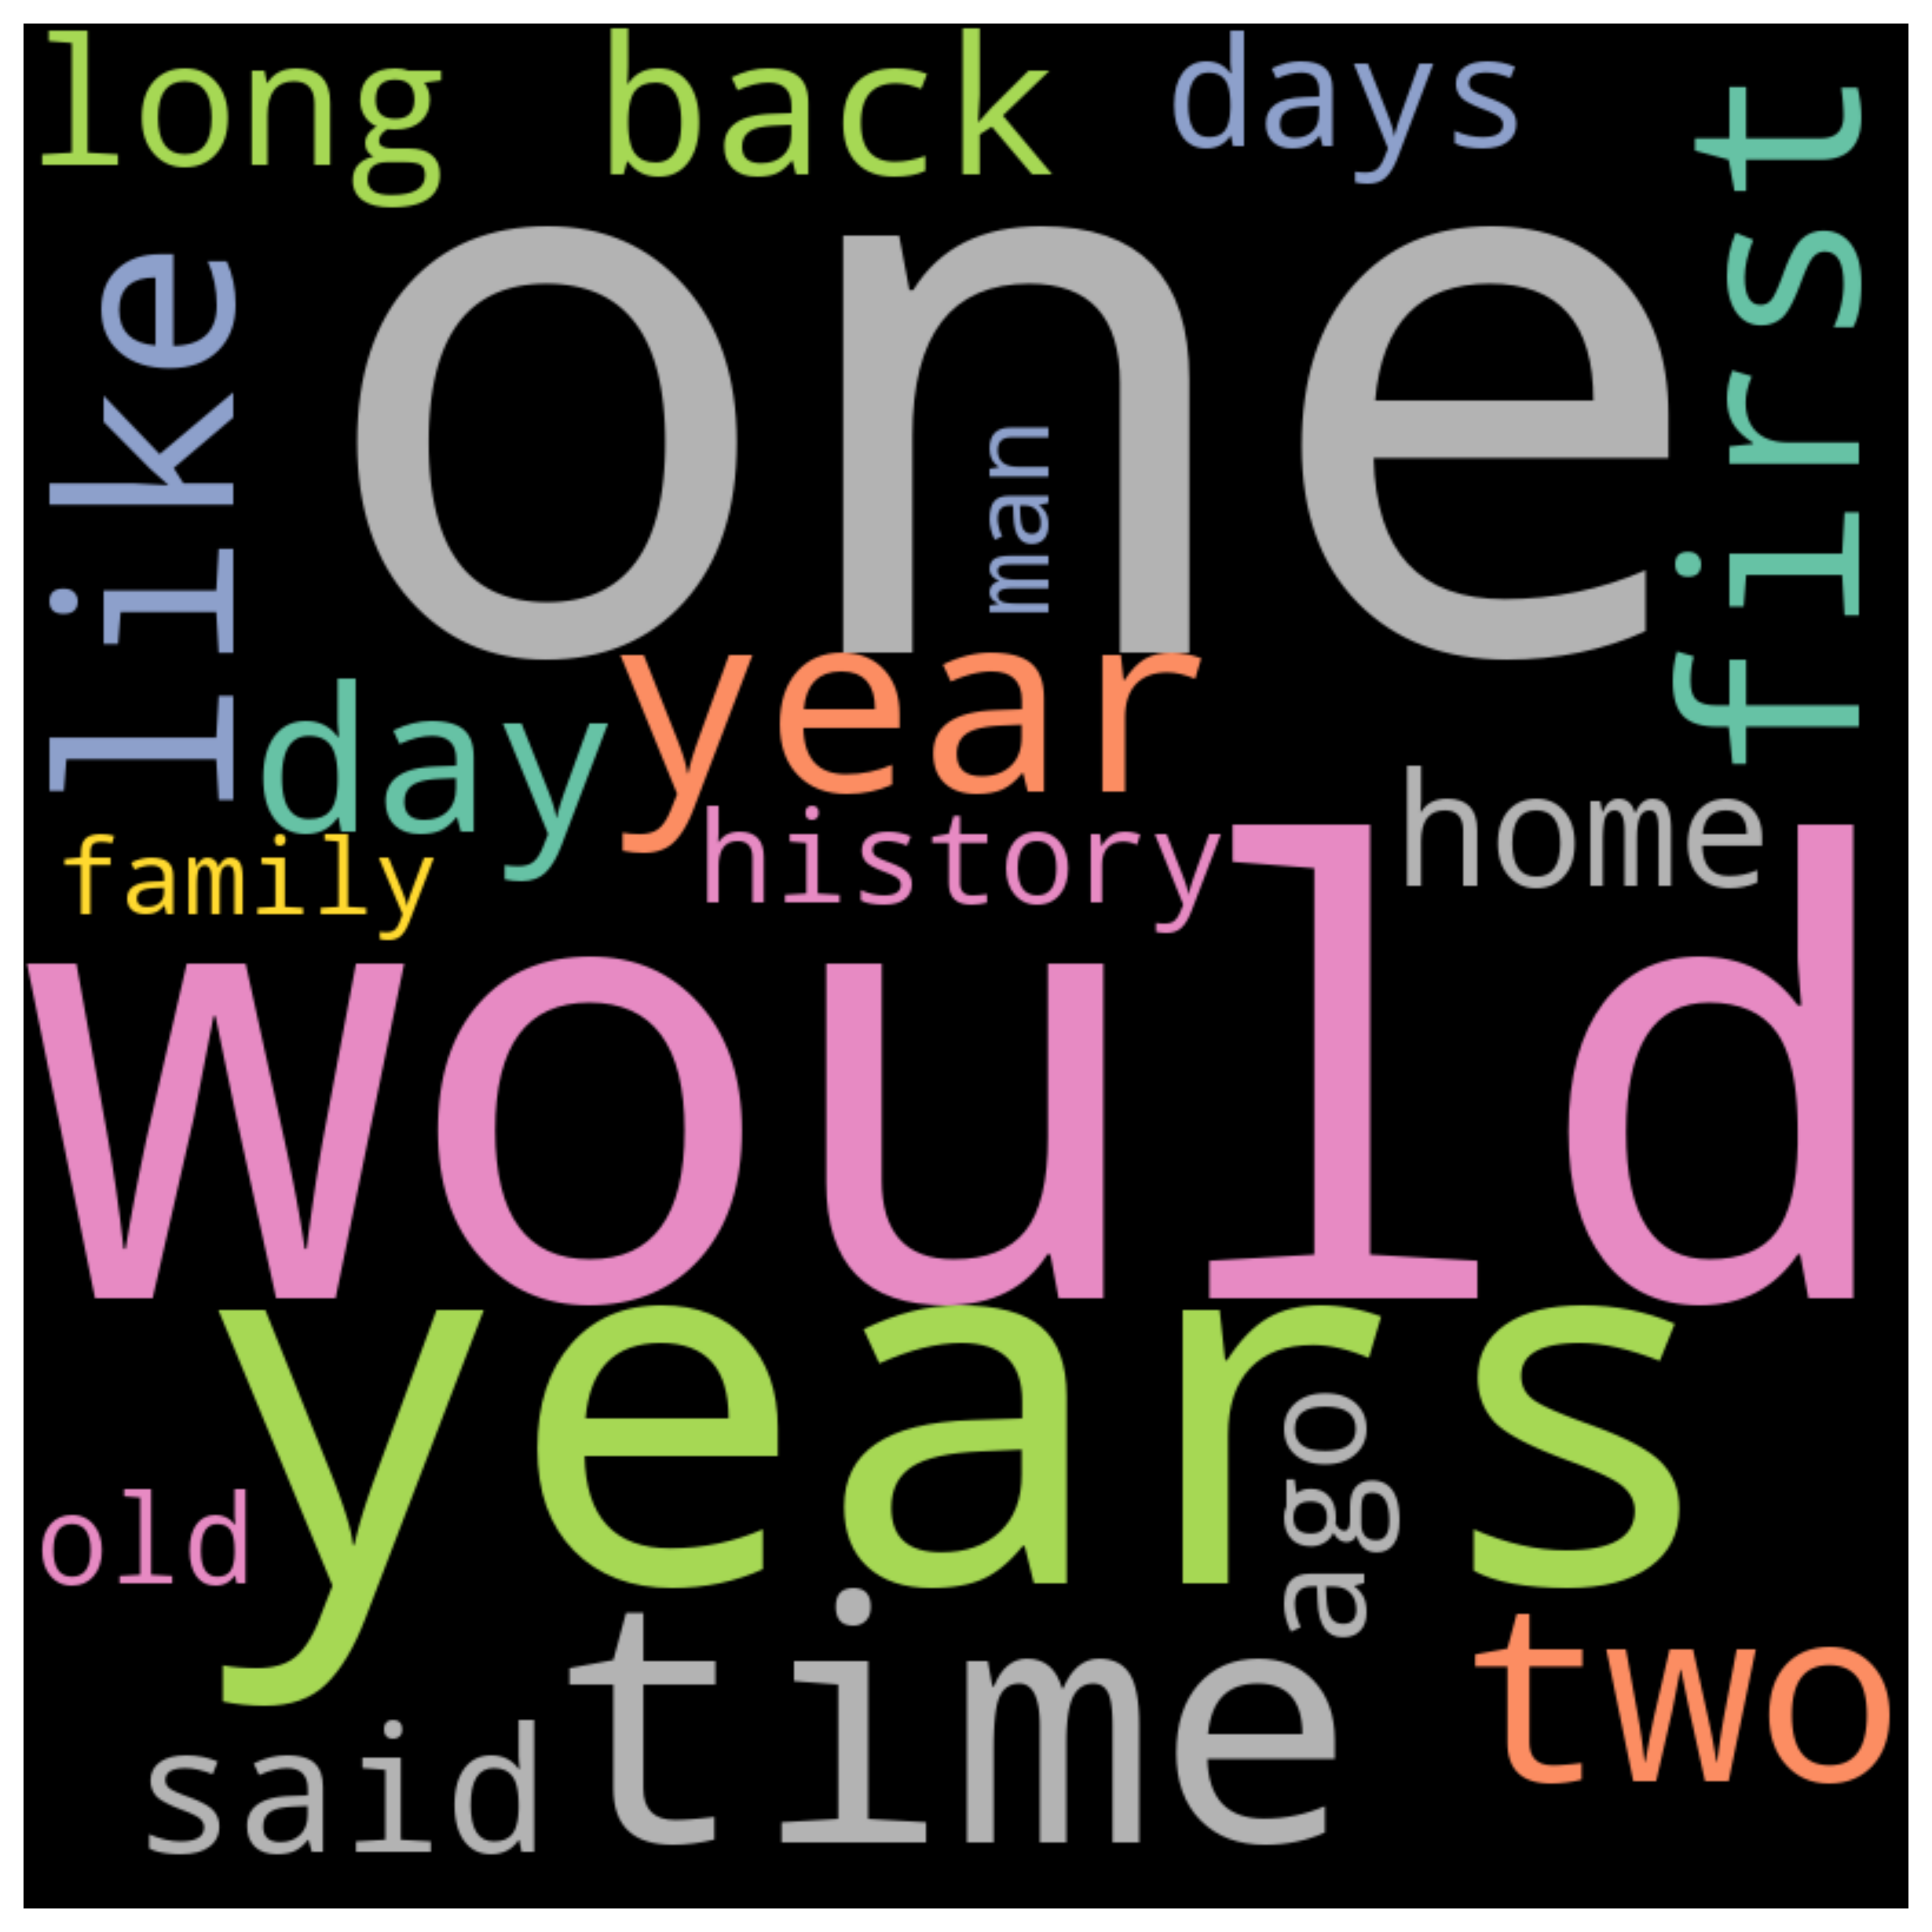 long back days
first
like
one
man
year
day
home
history
family
would
years
ago
old
time
two
said